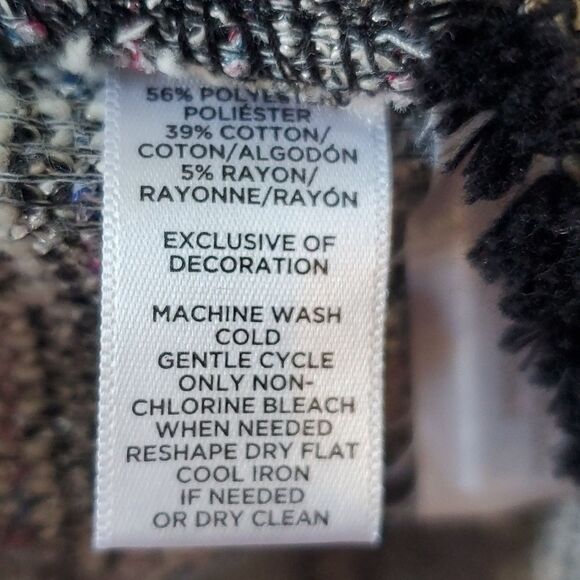 56% POLYESTER/
POLIÉSTER
39% COTTON/
COTON/ALGODÓN
5% RAYON/
RAYONNE/RAYÓN
EXCLUSIVE OF
DECORATION
MACHINE WASH
COLD
GENTLE CYCLE
ONLY NON-
CHLORINE BLEACH
WHEN NEEDED
RESHAPE DRY FLAT
COOL IRON
IF NEEDED
OR DRY CLEAN